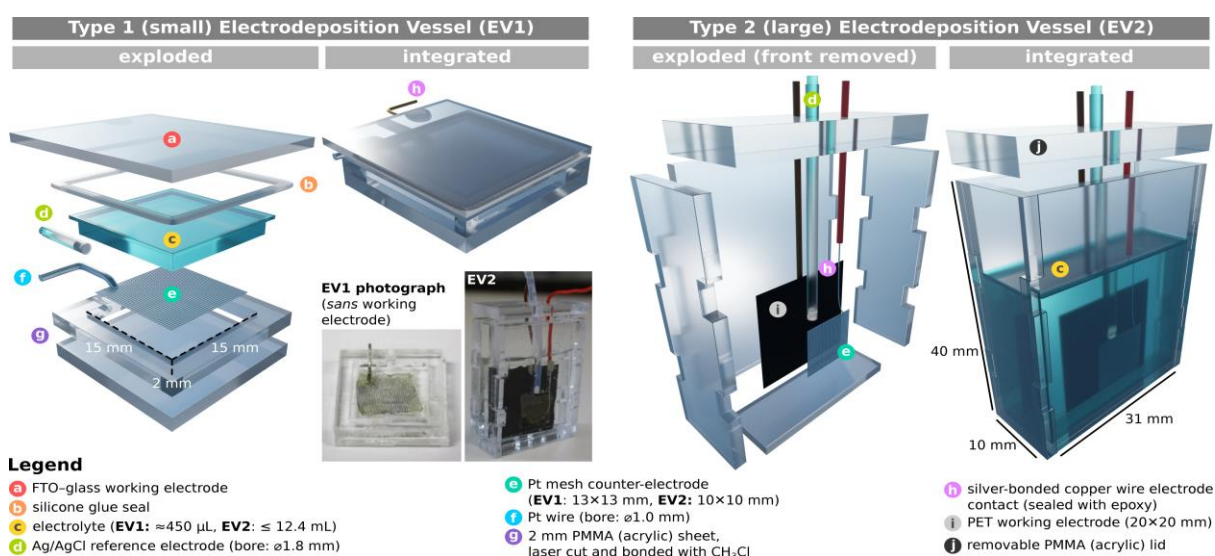 Type 1 (small) Electrodeposition Vessel (EV1)
exploded
integrated
h
a
b
d
c
f
e
g
15 mm
15 mm
2 mm
EV1 photograph
(sans working
electrode)
EV2
Type 2 (large) Electrodeposition Vessel (EV2)
exploded (front removed)
integrated
d
j
h
c
i
e
40 mm
10 mm
31 mm
Legend
a FTO–glass working electrode
b silicone glue seal
c electrolyte (EV1: ≈450 µL, EV2: ≤ 12.4 mL)
d Ag/AgCl reference electrode (bore: ⌀1.8 mm)
e Pt mesh counter-electrode
(EV1: 13×13 mm, EV2: 10×10 mm)
f Pt wire (bore: ⌀1.0 mm)
g 2 mm PMMA (acrylic) sheet,
laser cut and bonded with CH₂Cl
h silver-bonded copper wire electrode
contact (sealed with epoxy)
i PET working electrode (20×20 mm)
j removable PMMA (acrylic) lid